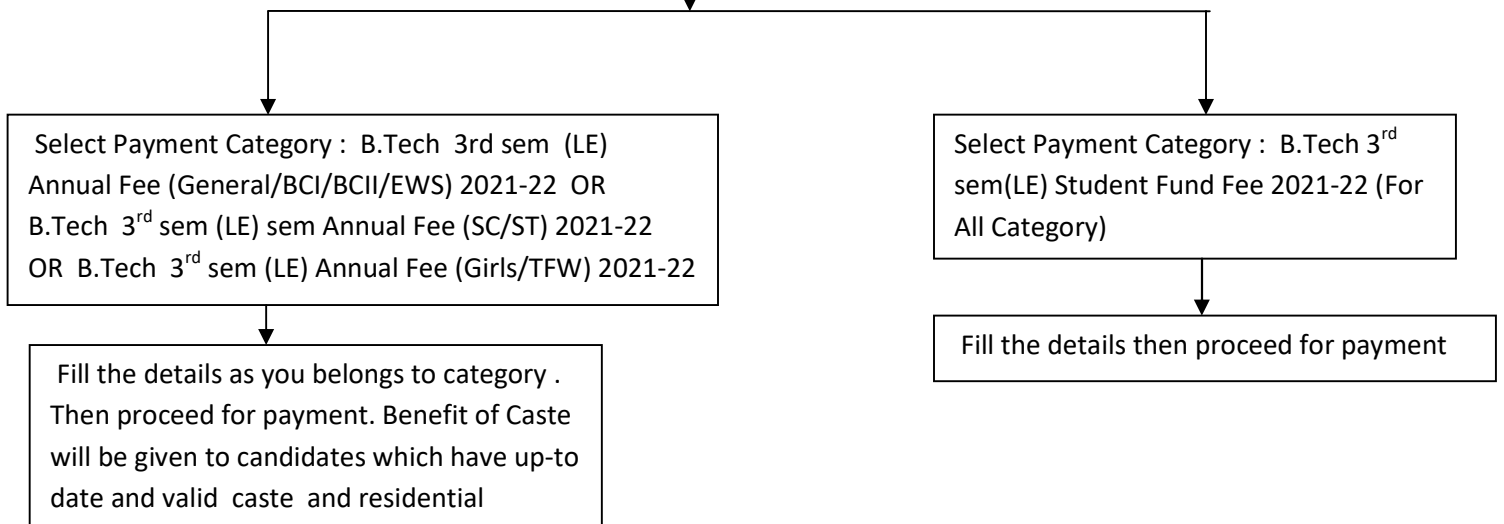 Select Payment Category : B.Tech 3rd sem (LE)
Annual Fee (General/BCI/BCII/EWS) 2021-22 OR
B.Tech 3rd sem (LE) sem Annual Fee (SC/ST) 2021-22
OR B.Tech 3rd sem (LE) Annual Fee (Girls/TFW) 2021-22
Fill the details as you belongs to category .
Then proceed for payment. Benefit of Caste
will be given to candidates which have up-to
date and valid caste and residential
Select Payment Category : B.Tech 3rd
sem(LE) Student Fund Fee 2021-22 (For
All Category)
Fill the details then proceed for payment